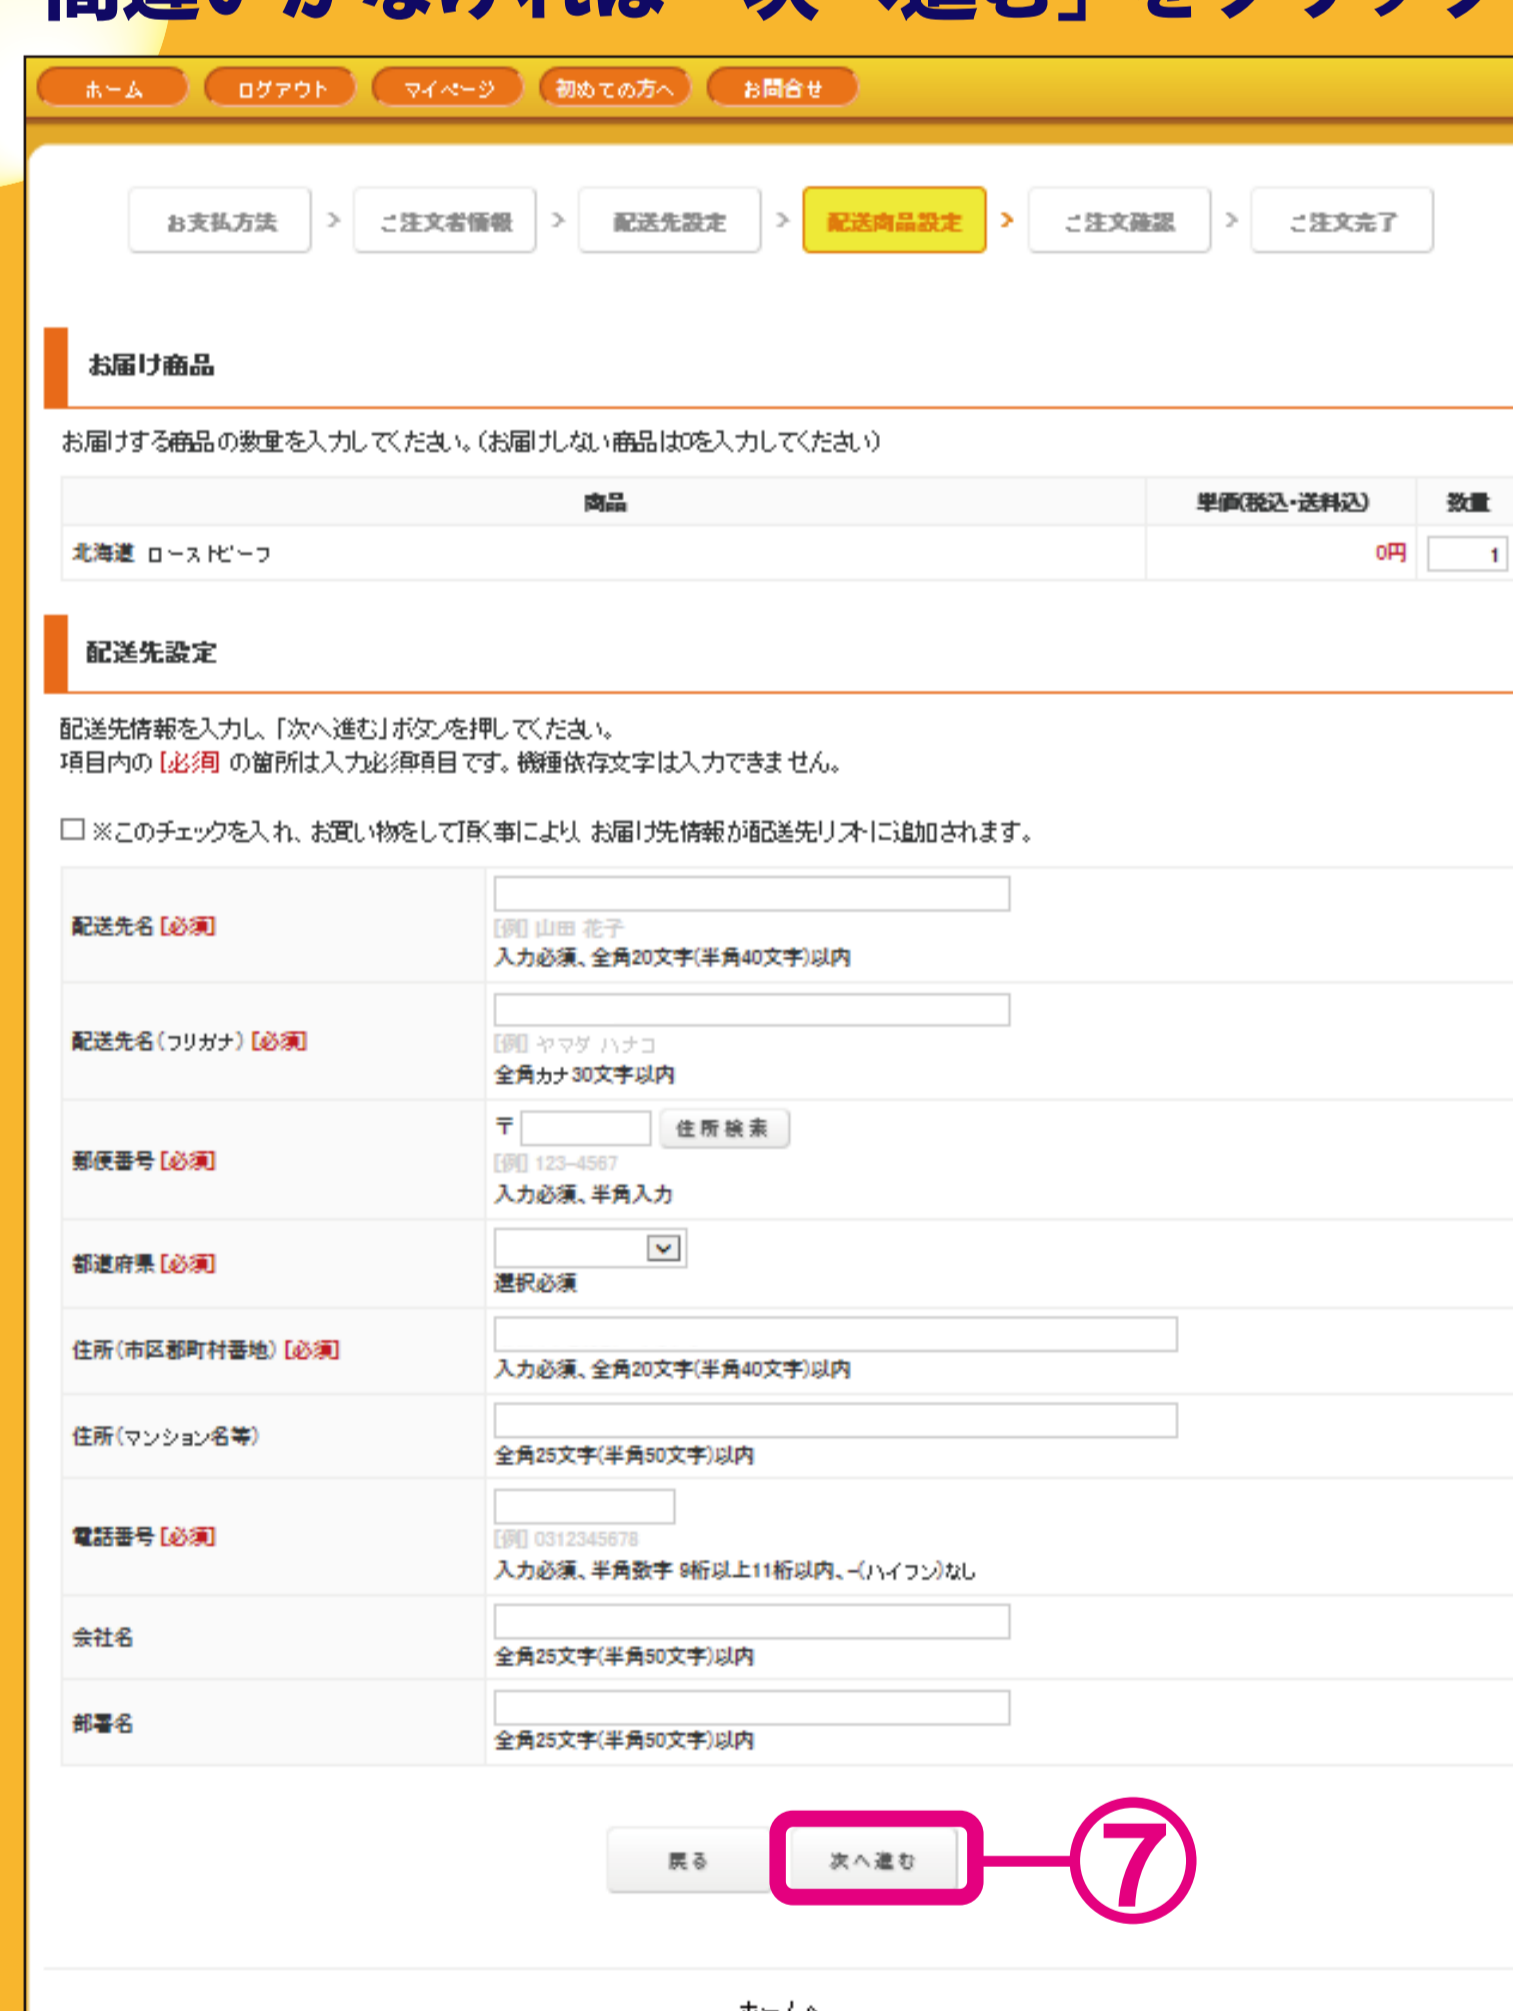 間違いがなければ「次へ進む」をクリック
ホーム ログアウト マイページ 初めての方へ お問合せ
お支払方法 > ご注文者情報 > 配送先設定 > 配送商品設定 > ご注文確認 > ご注文完了
お届け商品
お届けする商品の数量を入力してください。(お届けしない商品は0を入力してください)
商品 単価(税込・送料込) 数量
北海道 ローストビーフ 0円 1
配送先設定
配送先情報を入力し、「次へ進む」ボタンを押してください。
項目内の [必須] の箇所は入力必須項目です。機種依存文字は入力できません。
※このチェックを入れ、お買い物をして頂く事により、お届け先情報が配送先リストに追加されます。
配送先名 [必須]
[例] 山田 花子
入力必須、全角20文字(半角40文字)以内
配送先名(フリガナ) [必須]
[例] ヤマダ ハナコ
全角カナ30文字以内
郵便番号 [必須]
〒 住所検索
[例] 123-4567
入力必須、半角入力
都道府県 [必須]
選択必須
住所(市区郡町村番地) [必須]
入力必須、全角20文字(半角40文字)以内
住所(マンション名等)
全角25文字(半角50文字)以内
電話番号 [必須]
[例] 0312345678
入力必須、半角数字 9桁以上11桁以内、-(ハイフン)なし
会社名
全角25文字(半角50文字)以内
部署名
全角25文字(半角50文字)以内
戻る 次へ進む ⑦
ホームへ